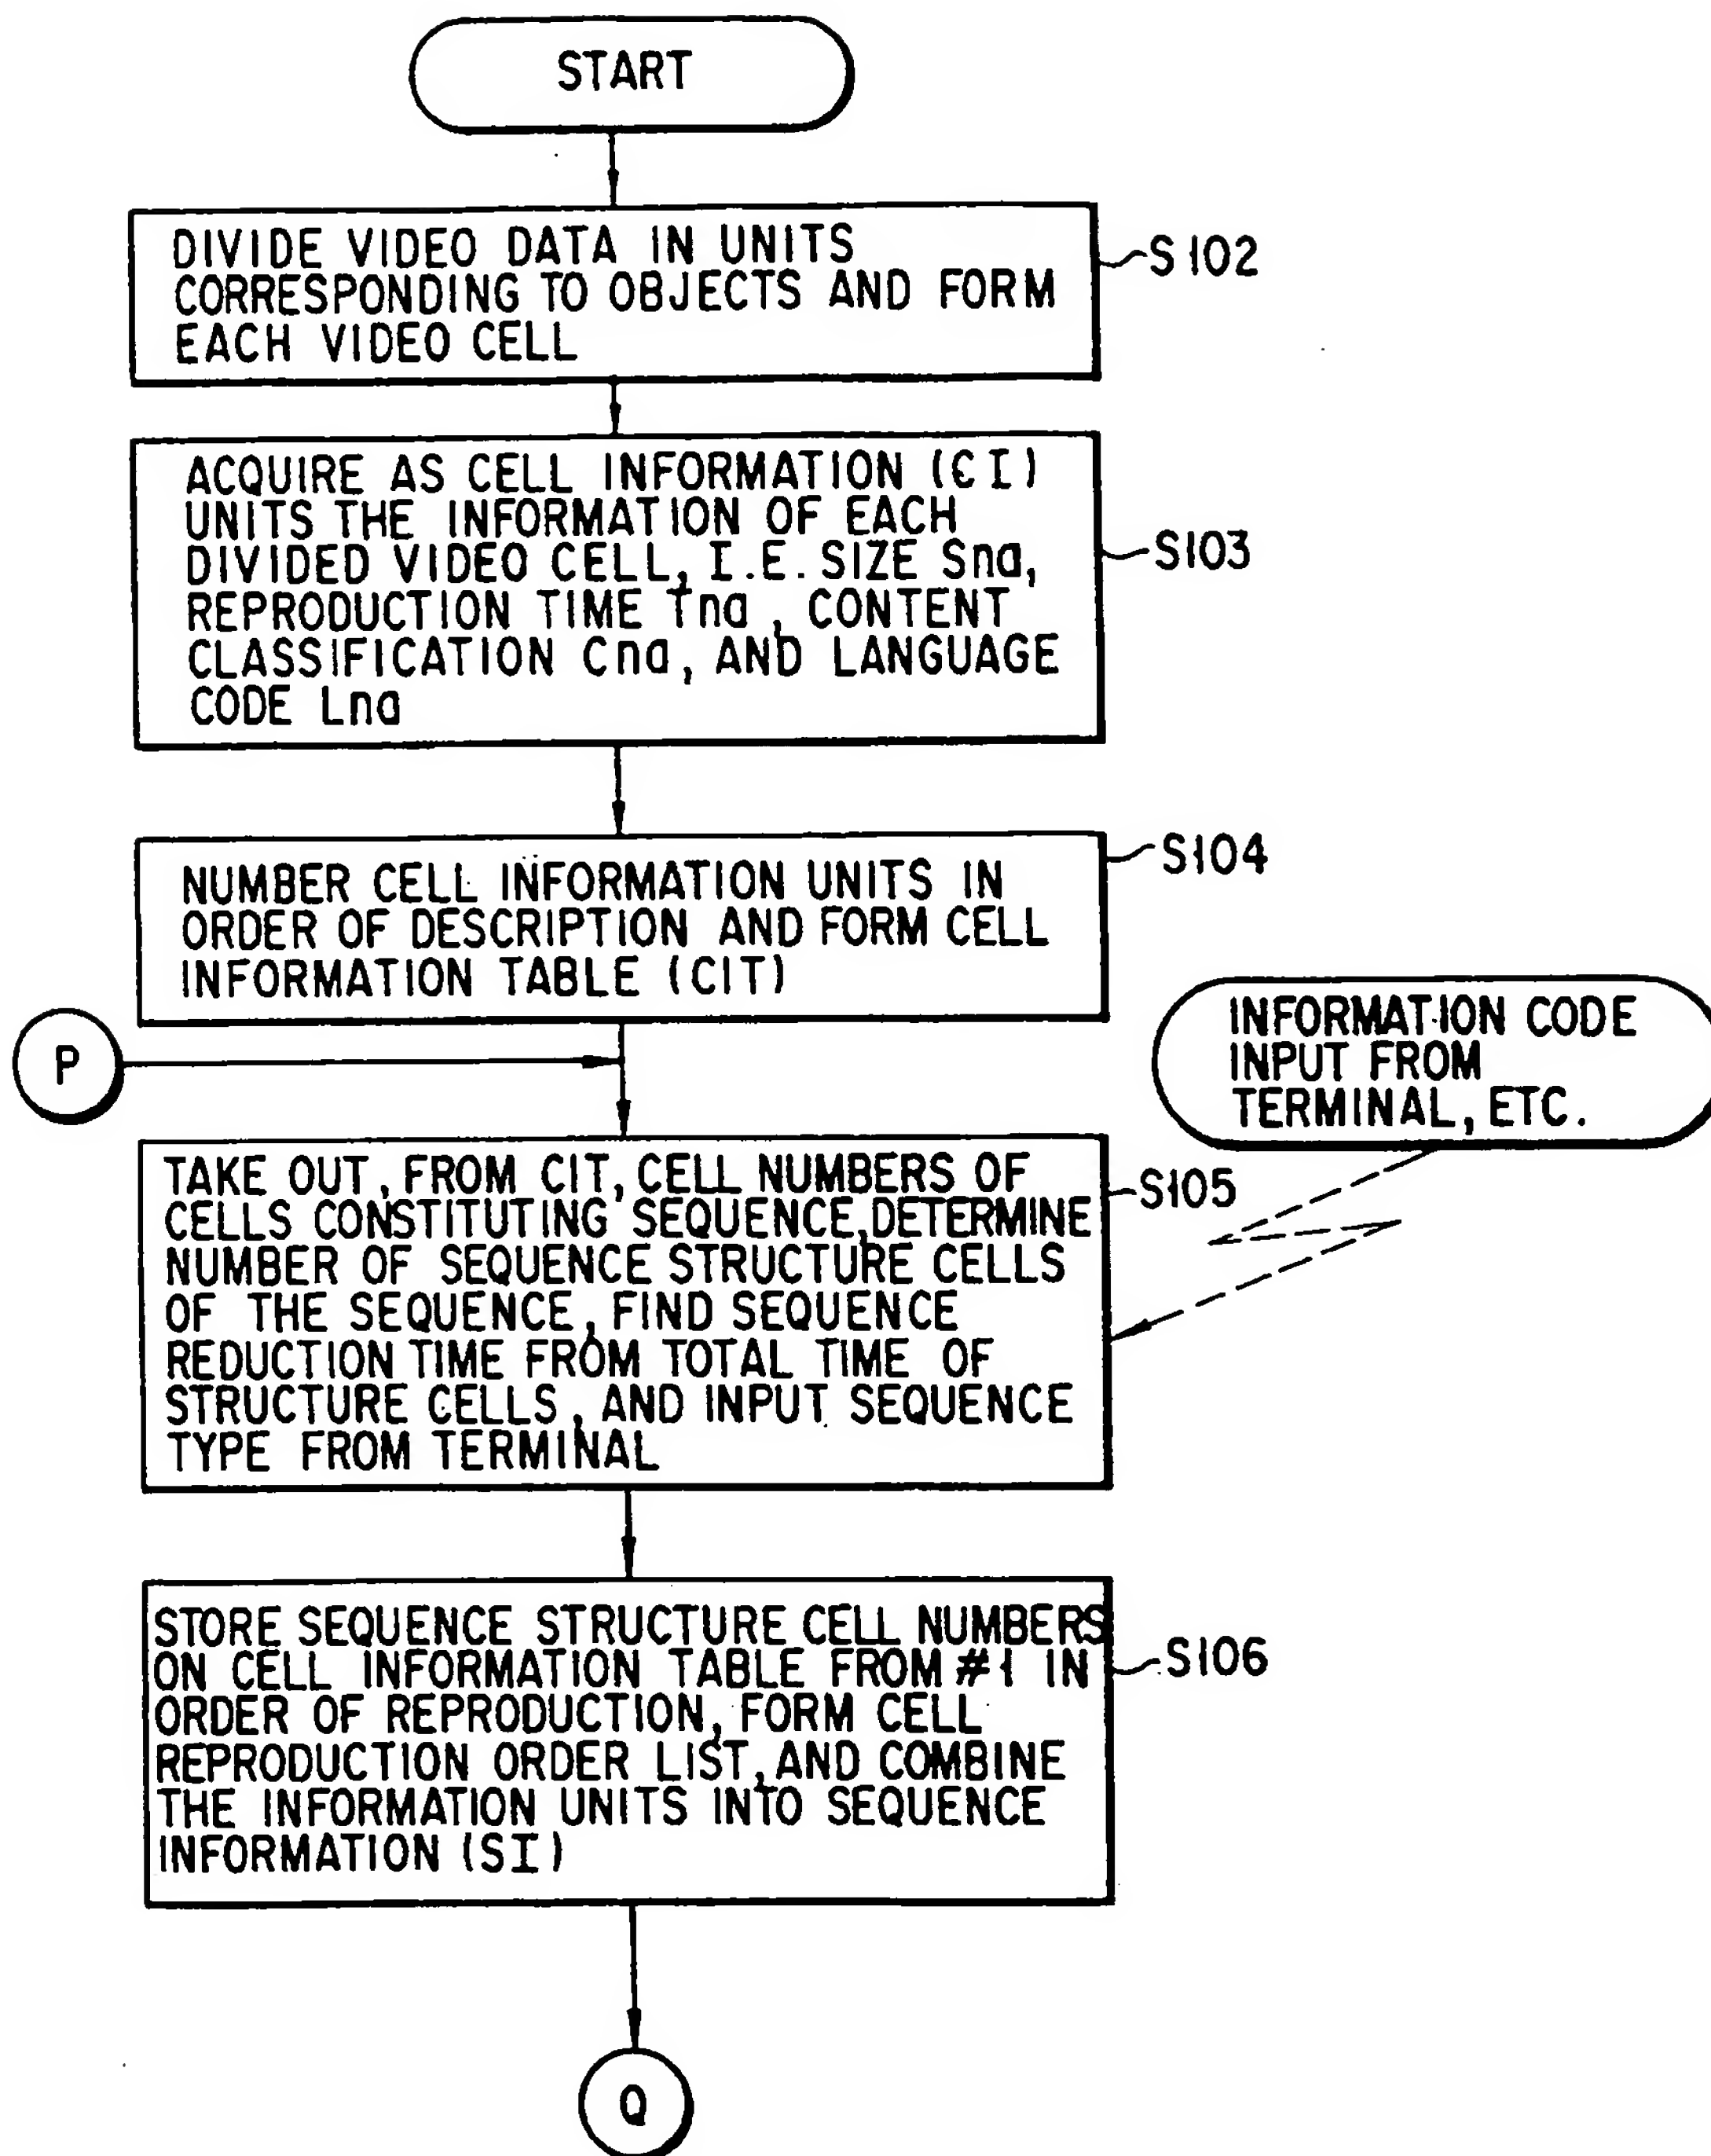 START
DIVIDE VIDEO DATA IN UNITS
CORRESPONDING TO OBJECTS AND FORM
EACH VIDEO CELL
S102
ACQUIRE AS CELL INFORMATION (CI)
UNITS THE INFORMATION OF EACH
DIVIDED VIDEO CELL, I.E. SIZE Sna,
REPRODUCTION TIME Tna, CONTENT
CLASSIFICATION Cna, AND LANGUAGE
CODE Lna
S103
NUMBER CELL INFORMATION UNITS IN
ORDER OF DESCRIPTION AND FORM CELL
INFORMATION TABLE (CIT)
S104
P
INFORMATION CODE
INPUT FROM
TERMINAL, ETC.
TAKE OUT, FROM CIT, CELL NUMBERS OF
CELLS CONSTITUTING SEQUENCE, DETERMINE
NUMBER OF SEQUENCE STRUCTURE CELLS
OF THE SEQUENCE, FIND SEQUENCE
REDUCTION TIME FROM TOTAL TIME OF
STRUCTURE CELLS, AND INPUT SEQUENCE
TYPE FROM TERMINAL
S105
STORE SEQUENCE STRUCTURE CELL NUMBERS
ON CELL INFORMATION TABLE FROM #1 IN
ORDER OF REPRODUCTION, FORM CELL
REPRODUCTION ORDER LIST, AND COMBINE
THE INFORMATION UNITS INTO SEQUENCE
INFORMATION (SI)
S106
Q